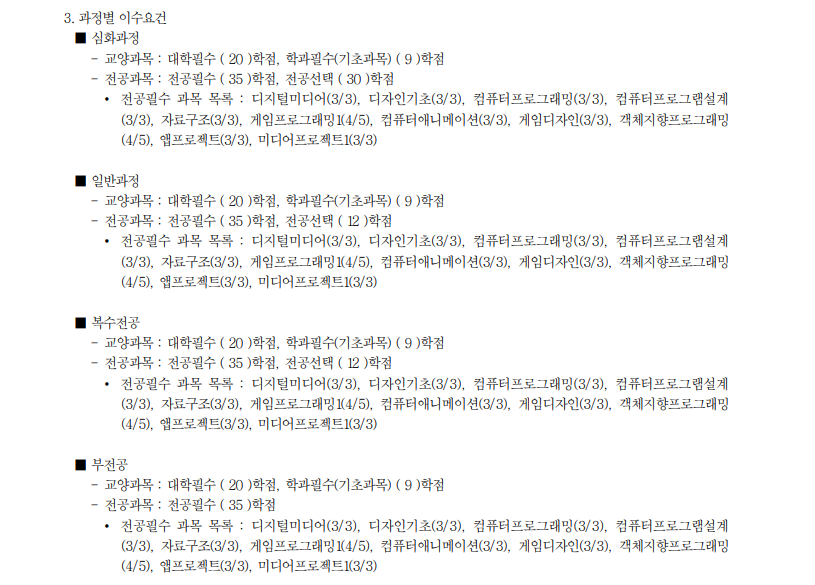 3. 과정별 이수요건
■ 심화과정
- 교양과목 : 대학필수 ( 20 )학점, 학과필수(기초과목) ( 9 )학점
- 전공과목 : 전공필수 ( 35 )학점, 전공선택 ( 30 )학점
• 전공필수 과목 목록 : 디지털미디어(3/3), 디자인기초(3/3), 컴퓨터프로그래밍(3/3), 컴퓨터프로그램설계
(3/3), 자료구조(3/3), 게임프로그래밍1(4/5), 컴퓨터애니메이션(3/3), 게임디자인(3/3), 객체지향프로그래밍
(4/5), 앱프로젝트(3/3), 미디어프로젝트1(3/3)
■ 일반과정
- 교양과목 : 대학필수 ( 20 )학점, 학과필수(기초과목) ( 9 )학점
- 전공과목 : 전공필수 ( 35 )학점, 전공선택 ( 12 )학점
• 전공필수 과목 목록 : 디지털미디어(3/3), 디자인기초(3/3), 컴퓨터프로그래밍(3/3), 컴퓨터프로그램설계
(3/3), 자료구조(3/3), 게임프로그래밍1(4/5), 컴퓨터애니메이션(3/3), 게임디자인(3/3), 객체지향프로그래밍
(4/5), 앱프로젝트(3/3), 미디어프로젝트1(3/3)
■ 복수전공
- 교양과목 : 대학필수 ( 20 )학점, 학과필수(기초과목) ( 9 )학점
- 전공과목 : 전공필수 ( 35 )학점, 전공선택 ( 12 )학점
• 전공필수 과목 목록 : 디지털미디어(3/3), 디자인기초(3/3), 컴퓨터프로그래밍(3/3), 컴퓨터프로그램설계
(3/3), 자료구조(3/3), 게임프로그래밍1(4/5), 컴퓨터애니메이션(3/3), 게임디자인(3/3), 객체지향프로그래밍
(4/5), 앱프로젝트(3/3), 미디어프로젝트1(3/3)
■ 부전공
- 교양과목 : 대학필수 ( 20 )학점, 학과필수(기초과목) ( 9 )학점
- 전공과목 : 전공필수 ( 35 )학점
• 전공필수 과목 목록 : 디지털미디어(3/3), 디자인기초(3/3), 컴퓨터프로그래밍(3/3), 컴퓨터프로그램설계
(3/3), 자료구조(3/3), 게임프로그래밍1(4/5), 컴퓨터애니메이션(3/3), 게임디자인(3/3), 객체지향프로그래밍
(4/5), 앱프로젝트(3/3), 미디어프로젝트1(3/3)